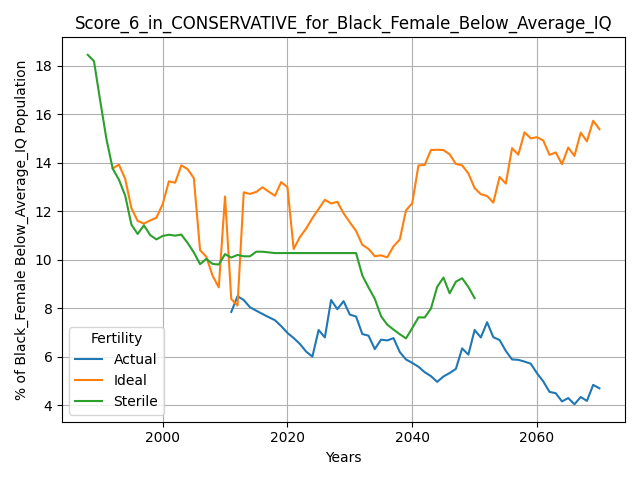 Score_6_in_CONSERVATIVE_for_Black_Female_Below_Average_IQ
% of Black_Female Below_Average_IQ Population
18
16
14
12
10
8
6
4
Fertility
Actual
Ideal
Sterile
2000
2020
2040
2060
Years